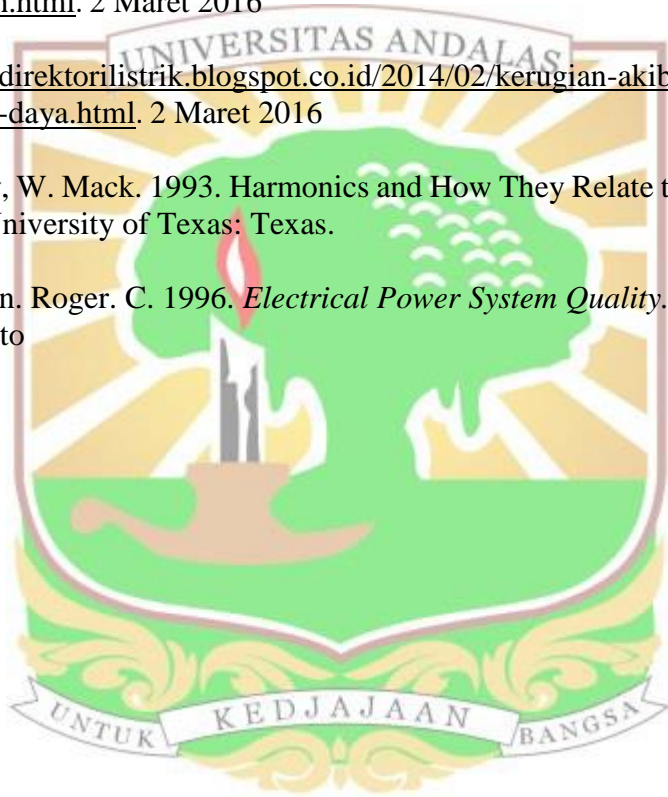 n.html. 2 Maret 2016
UNIVERSITAS ANDALAS
direktorilistrik.blogspot.co.id/2014/02/kerugian-akib
-daya.html. 2 Maret 2016
, W. Mack. 1993. Harmonics and How They Relate t
University of Texas: Texas.
n. Roger. C. 1996. Electrical Power System Quality.
to
UNTUK KEDJAJAAN BANGSA